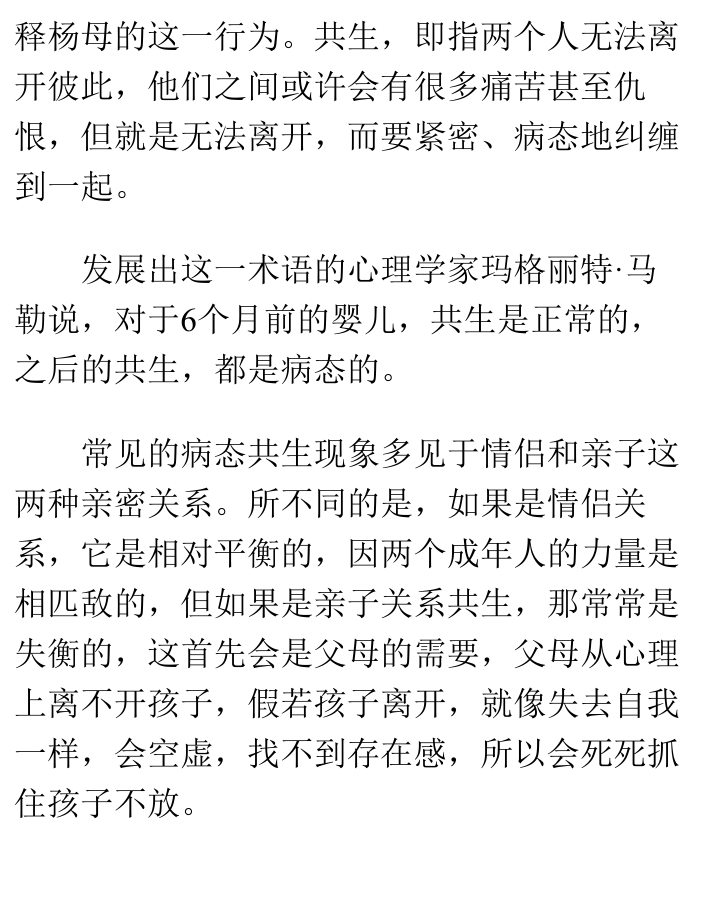 释杨母的这一行为。共生，即指两个人无法离
开彼此，他们之间或许会有很多痛苦甚至仇
恨，但就是无法离开，而要紧密、病态地纠缠
到一起。
发展出这一术语的心理学家玛格丽特·马
勒说，对于6个月前的婴儿，共生是正常的，
之后的共生，都是病态的。
常见的病态共生现象多见于情侣和亲子这
两种亲密关系。所不同的是，如果是情侣关
系，它是相对平衡的，因两个成年人的力量是
相匹敌的，但如果是亲子关系共生，那常常是
失衡的，这首先会是父母的需要，父母从心理
上离不开孩子，假若孩子离开，就像失去自我
一样，会空虚，找不到存在感，所以会死死抓
住孩子不放。